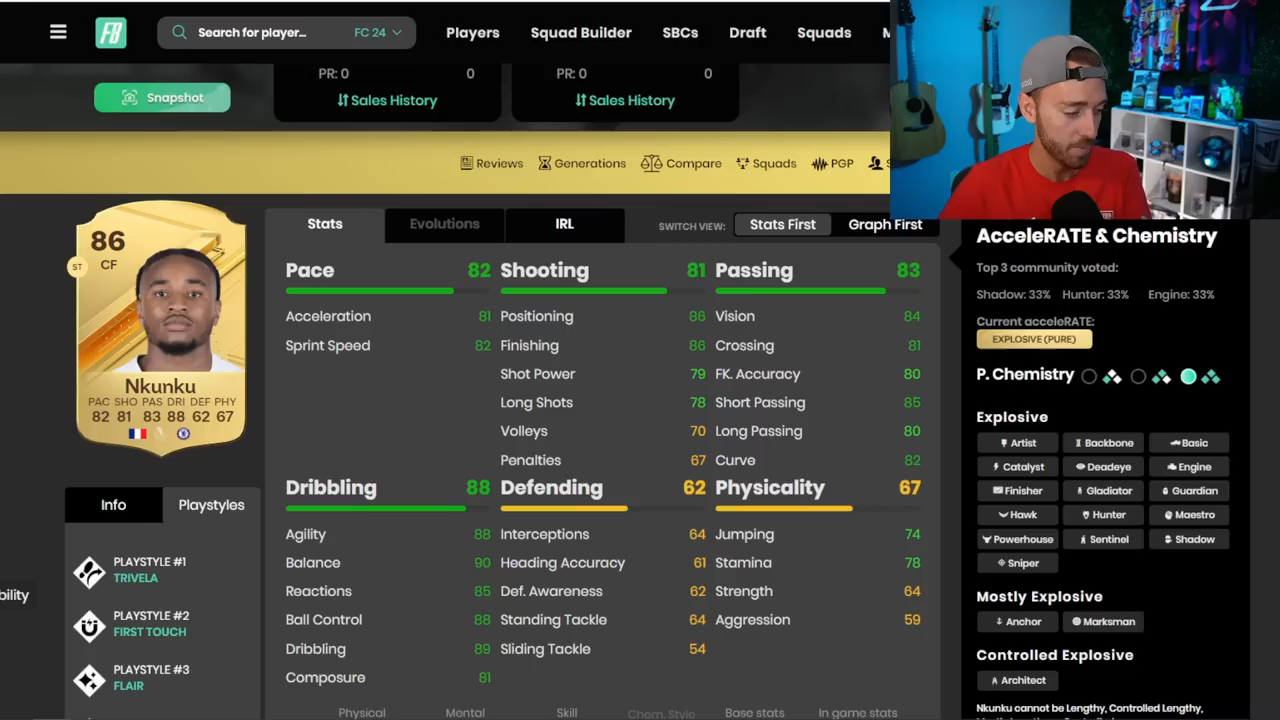 FB
Search for player...
FC 24
Players
Squad Builder
SBCs
Draft
Squads
M
PR: 0
0
Sales History
PR: 0
0
Sales History
Snapshot
Reviews
Generations
Compare
Squads
PGP
S
86
CF
ST
Nkunku
PAC SHO PAS DRI DEF PHY
82 81 83 88 62 67
Stats
Evolutions
IRL
SWITCH VIEW:
Stats First
Graph First
Pace 82
Acceleration 81
Sprint Speed 82
Shooting 81
Positioning 86
Finishing 86
Shot Power 79
Long Shots 78
Volleys 70
Penalties 67
Passing 83
Vision 84
Crossing 81
FK. Accuracy 80
Short Passing 85
Long Passing 80
Curve 82
Dribbling 88
Agility 88
Balance 90
Reactions 85
Ball Control 88
Dribbling 89
Composure 81
Defending 62
Interceptions 64
Heading Accuracy 61
Def. Awareness 62
Standing Tackle 64
Sliding Tackle 54
Physicality 67
Jumping 74
Stamina 78
Strength 64
Aggression 59
Physical
Mental
Skill
Chem. Style
Base stats
In game stats
Info
Playstyles
PLAYSTYLE #1
TRIVELA
PLAYSTYLE #2
FIRST TOUCH
PLAYSTYLE #3
FLAIR
bility
AcceleRATE & Chemistry
Top 3 community voted:
Shadow: 33% Hunter: 33% Engine: 33%
Current acceleRATE:
EXPLOSIVE (PURE)
P. Chemistry
Explosive
Artist
Backbone
Basic
Catalyst
Deadeye
Engine
Finisher
Gladiator
Guardian
Hawk
Hunter
Maestro
Powerhouse
Sentinel
Shadow
Sniper
Mostly Explosive
Anchor
Marksman
Controlled Explosive
Architect
Nkunku cannot be Lengthy, Controlled Lengthy,